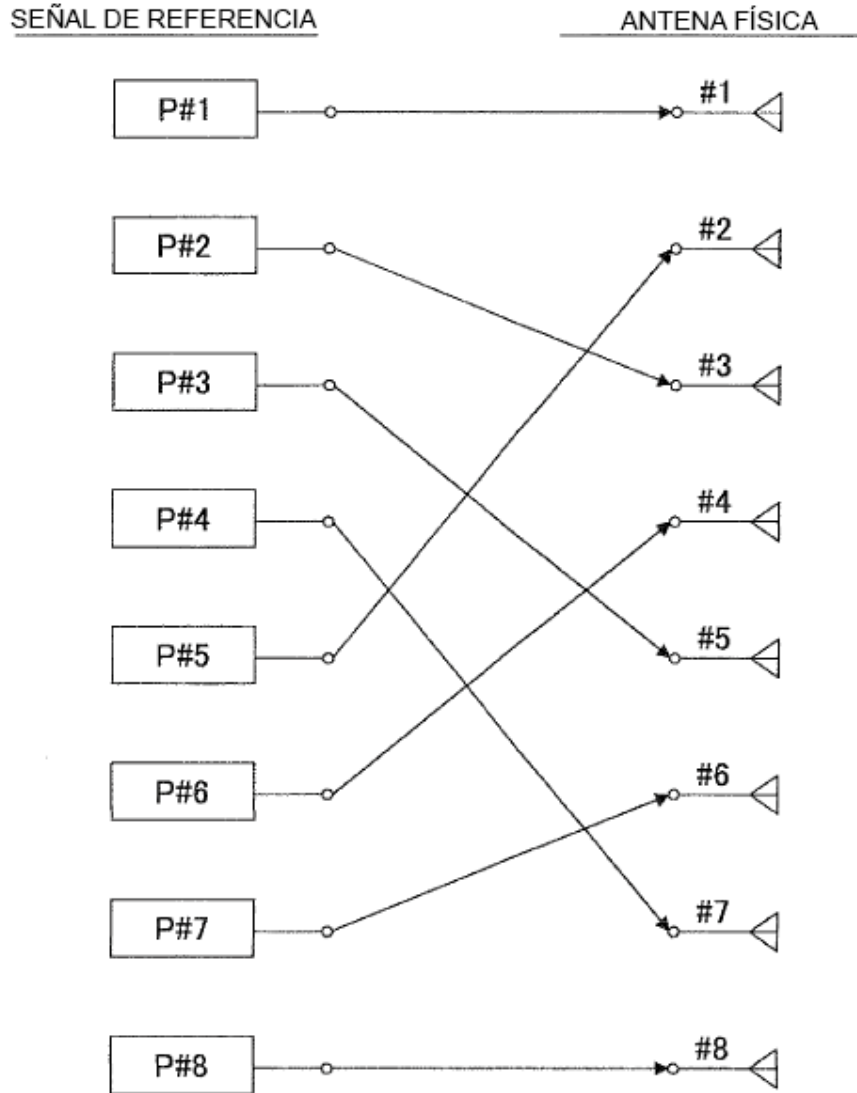 SEÑAL DE REFERENCIA ANTENA FÍSICA
P#1 #1
P#2 #2
P#3 #3
P#4 #4
P#5 #5
P#6 #6
P#7 #7
P#8 #8